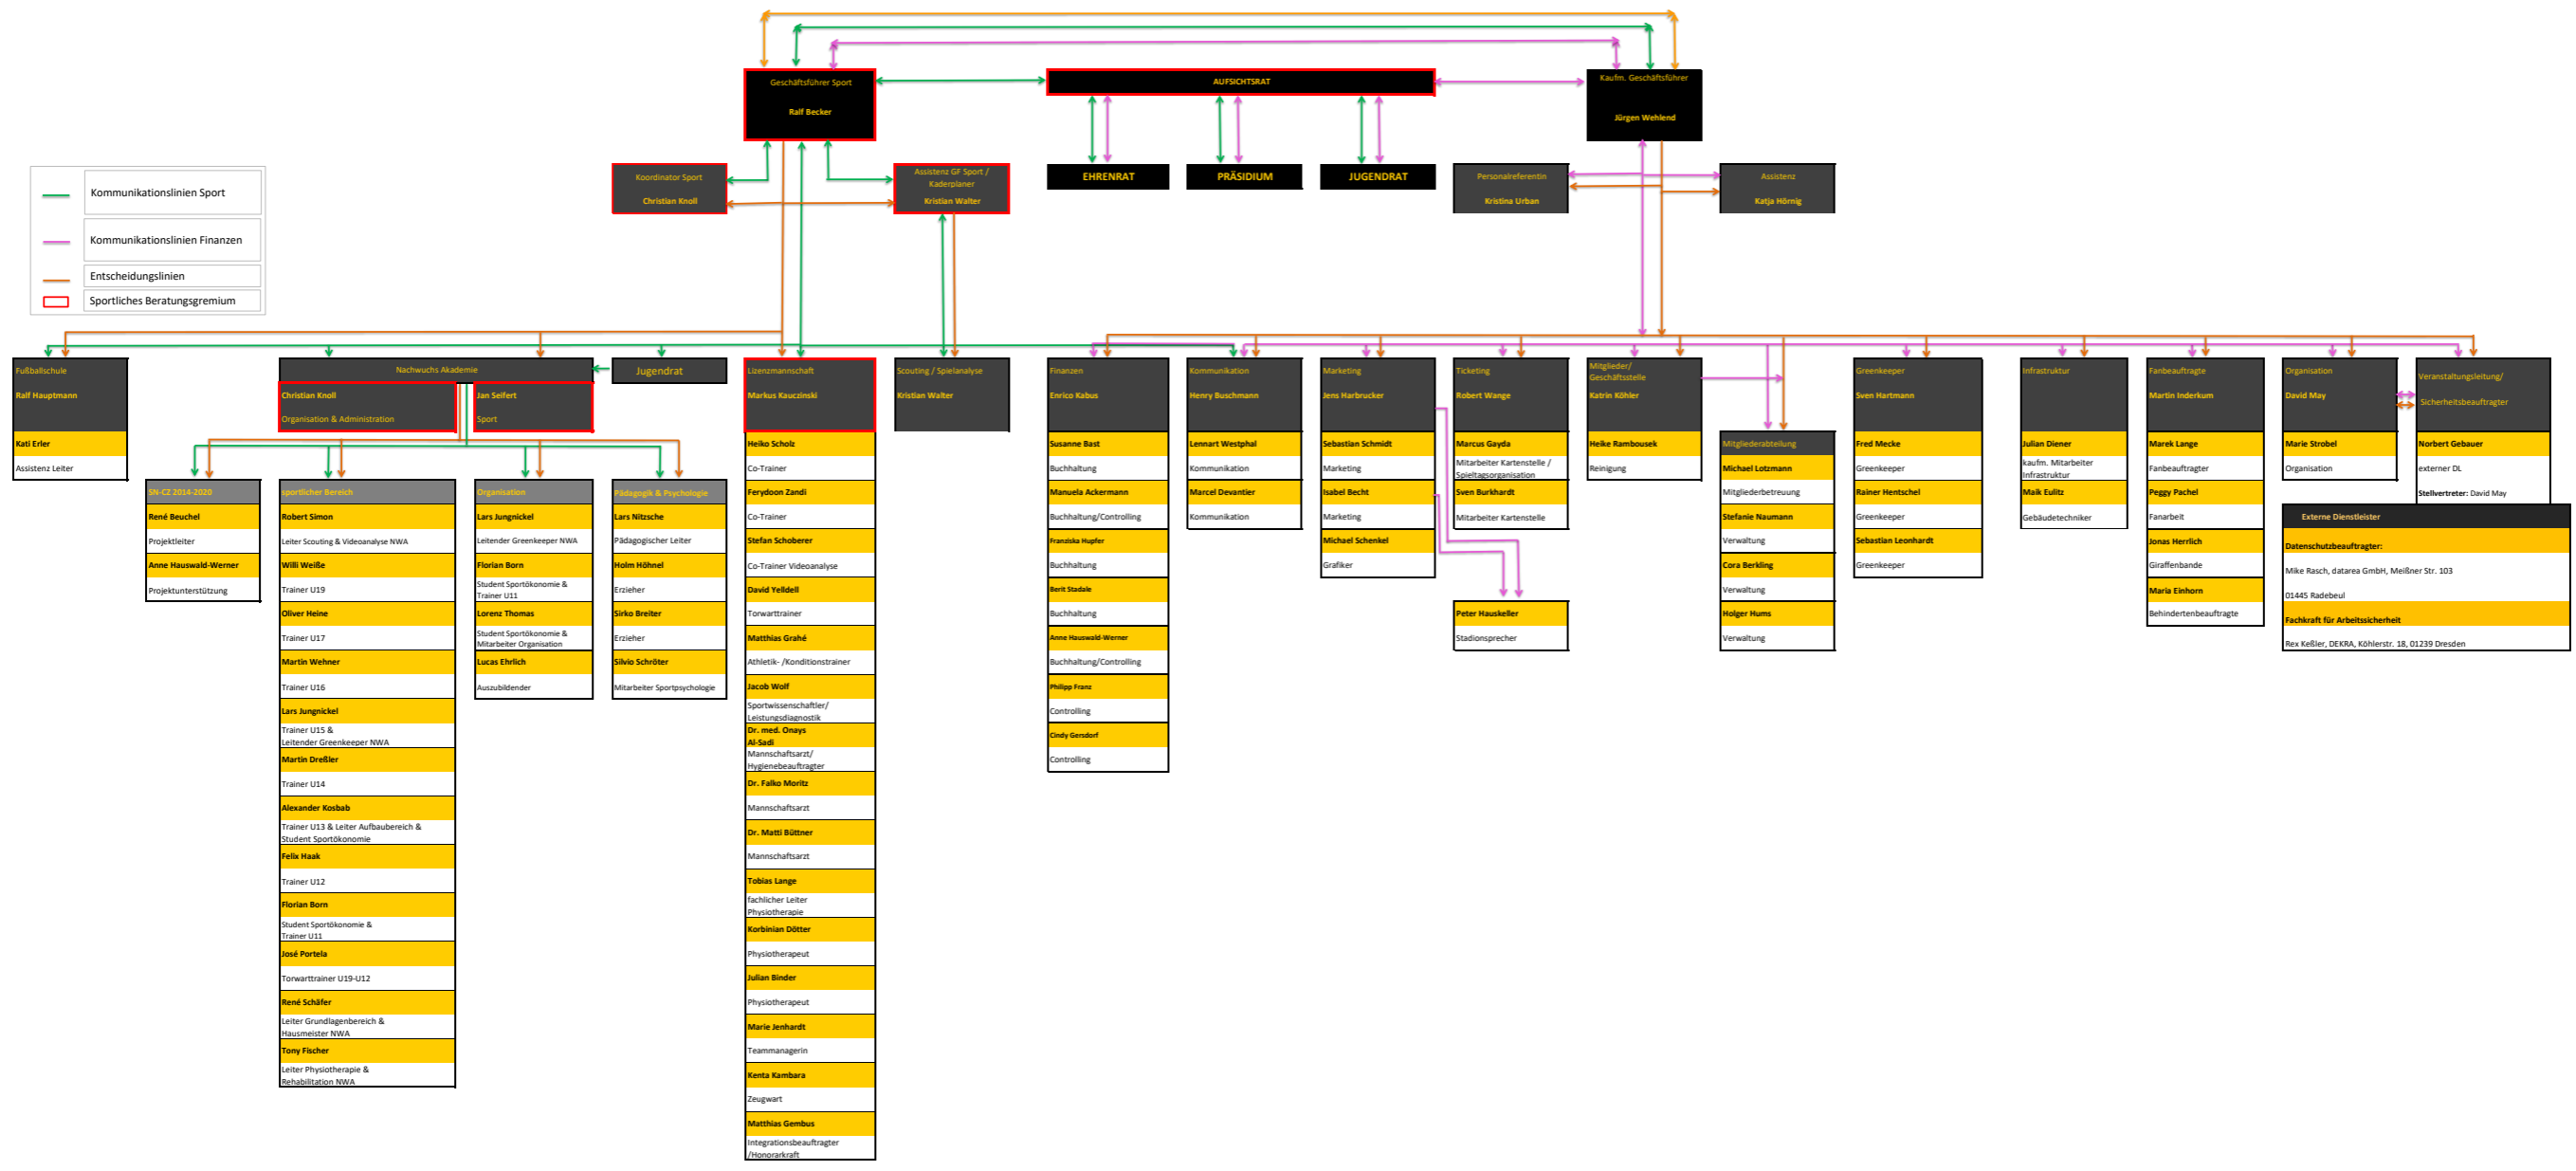 Geschäftsführer Sport
Ralf Becker
AUFSICHTSRAT
Kaufm. Geschäftsführer
Jürgen Wehlend
Kommunikationslinien Sport
Kommunikationslinien Finanzen
Entscheidungslinien
Sportliches Beratungsgremium
Koordinator Sport
Christian Knoll
Assistenz GF Sport /
Kaderplaner
Kristian Walter
EHRENRAT
PRÄSIDIUM
JUGENDRAT
Personalreferentin
Kristina Urban
Assistenz
Katja Hörnig
Fußballschule
Ralf Hauptmann
Kati Erler
Assistenz Leiter
Nachwuchs Akademie
Christian Knoll
Organisation & Administration
Jan Seifert
Sport
Jugendrat
SN-CZ 2014-2020
René Beuchel
Projektleiter
Anne Hauswald-Werner
Projektunterstützung
sportlicher Bereich
Robert Simon
Leiter Scouting & Videoanalyse NWA
Willi Weiße
Trainer U19
Oliver Heine
Trainer U17
Martin Wehner
Trainer U16
Lars Jungnickel
Trainer U15 &
Leitender Greenkeeper NWA
Martin Dreßler
Trainer U14
Alexander Kosbab
Trainer U13 & Leiter Aufbaubereich &
Student Sportökonomie
Felix Haak
Trainer U12
Florian Born
Student Sportökonomie &
Trainer U11
José Portela
Torwarttrainer U19-U12
René Schäfer
Leiter Grundlagenbereich &
Hausmeister NWA
Tony Fischer
Leiter Physiotherapie &
Rehabilitation NWA
Organisation
Lars Jungnickel
Leitender Greenkeeper NWA
Florian Born
Student Sportökonomie &
Trainer U11
Lorenz Thomas
Student Sportökonomie &
Mitarbeiter Organisation
Lucas Ehrlich
Auszubildender
Pädagogik & Psychologie
Lars Nitzsche
Pädagogischer Leiter
Holm Höhnel
Erzieher
Sirko Breiter
Erzieher
Silvio Schröter
Mitarbeiter Sportpsychologie
Lizenzmannschaft
Markus Kauczinski
Heiko Scholz
Co-Trainer
Ferydoon Zandi
Co-Trainer
Stefan Schoberer
Co-Trainer Videoanalyse
David Yelldell
Torwarttrainer
Matthias Grahé
Athletik- /Konditionstrainer
Jacob Wolf
Sportwissenschaftler/
Leistungsdiagnostik
Dr. med. Onays
Al-Sadi
Mannschaftsarzt/
Hygienebeauftragter
Dr. Falko Moritz
Mannschaftsarzt
Dr. Matti Büttner
Mannschaftsarzt
Tobias Lange
fachlicher Leiter
Physiotherapie
Korbinian Dötter
Physiotherapeut
Julian Binder
Physiotherapeut
Marie Jenhardt
Teammanagerin
Kenta Kambara
Zeugwart
Matthias Gembus
Integrationsbeauftragter
/Honorarkraft
Scouting / Spielanalyse
Kristian Walter
Finanzen
Enrico Kabus
Susanne Bast
Buchhaltung
Manuela Ackermann
Buchhaltung/Controlling
Franziska Hupfer
Buchhaltung
Berit Stadale
Buchhaltung
Anne Hauswald-Werner
Buchhaltung/Controlling
Philipp Franz
Controlling
Cindy Gersdorf
Controlling
Kommunikation
Henry Buschmann
Lennart Westphal
Kommunikation
Marcel Devantier
Kommunikation
Marketing
Jens Harbrucker
Sebastian Schmidt
Marketing
Isabel Becht
Marketing
Michael Schenkel
Grafiker
Ticketing
Robert Wange
Marcus Gayda
Mitarbeiter Kartenstelle /
Spieltagsorganisation
Sven Burkhardt
Mitarbeiter Kartenstelle
Peter Hauskeller
Stadionsprecher
Mitglieder/
Geschäftsstelle
Katrin Köhler
Heike Rambousek
Reinigung
Mitgliederabteilung
Michael Lotzmann
Mitgliederbetreuung
Stefanie Naumann
Verwaltung
Cora Berkling
Verwaltung
Holger Hums
Verwaltung
Greenkeeper
Sven Hartmann
Fred Mecke
Greenkeeper
Rainer Hentschel
Greenkeeper
Sebastian Leonhardt
Greenkeeper
Infrastruktur
Julian Diener
kaufm. Mitarbeiter
Infrastruktur
Maik Eulitz
Gebäudetechniker
Fanbeauftragte
Martin Inderkum
Marek Lange
Fanbeauftragter
Peggy Pachel
Fanarbeit
Jonas Herrlich
Giraffenbande
Maria Einhorn
Behindertenbeauftragte
Organisation
David May
Marie Strobel
Organisation
Veranstaltungsleitung/
Sicherheitsbeauftragter
Norbert Gebauer
externer DL
Stellvertreter: David May
Externe Dienstleister
Datenschutzbeauftragter:
Mike Rasch, datarea GmbH, Meißner Str. 103
01445 Radebeul
Fachkraft für Arbeitssicherheit
Rex Keßler, DEKRA, Köhlerstr. 18, 01239 Dresden